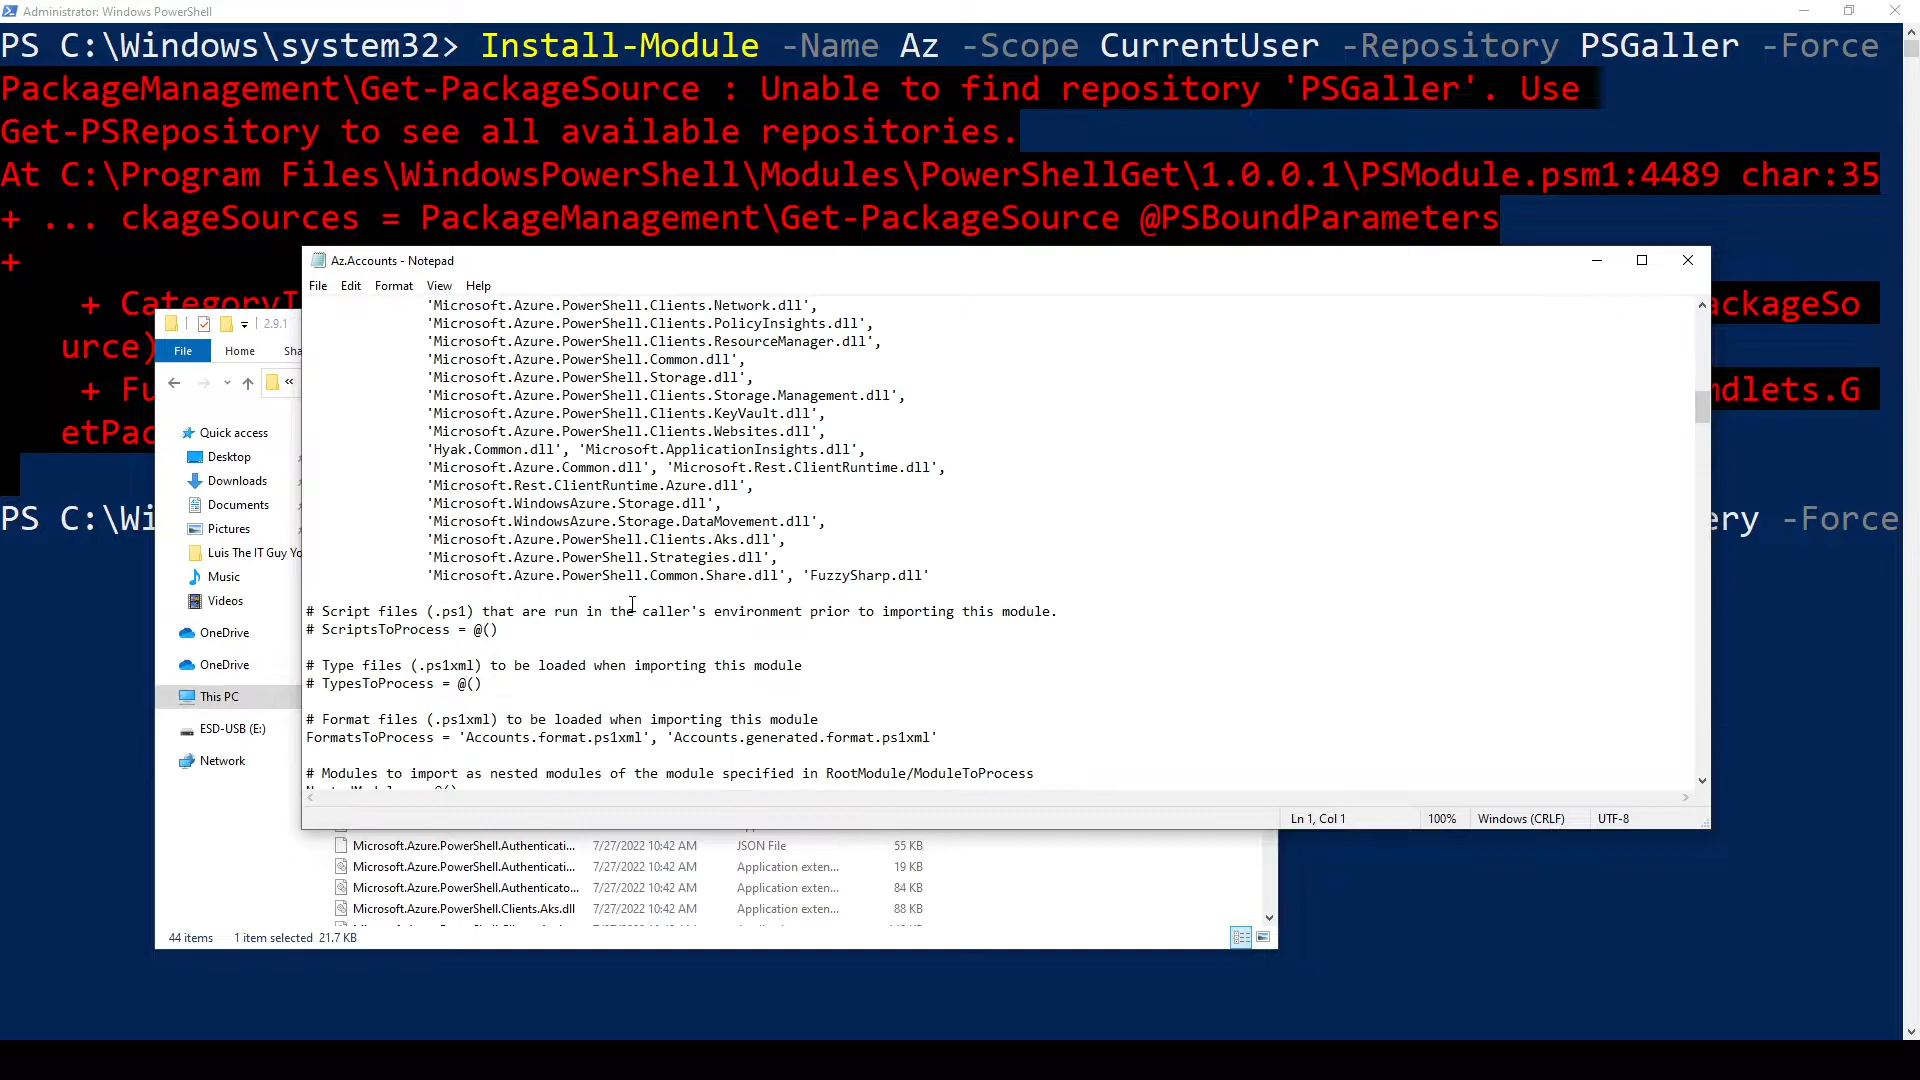 Administrator: Windows PowerShell
PS C:\Windows\system32> Install-Module -Name Az -Scope CurrentUser -Repository PSGaller -Force
PackageManagement\Get-PackageSource : Unable to find repository 'PSGaller'. Use
Get-PSRepository to see all available repositories.
At C:\Program Files\WindowsPowerShell\Modules\PowerShellGet\1.0.0.1\PSModule.psm1:4489 char:35
+ ... ckageSources = PackageManagement\Get-PackageSource @PSBoundParameters
+
+ CategoryI
ackageSo
urce)
+ Fu
mdlets.G
etPac
PS C:\Wi
ery -Force
Az.Accounts - Notepad
File Edit Format View Help
'Microsoft.Azure.PowerShell.Clients.Network.dll',
'Microsoft.Azure.PowerShell.Clients.PolicyInsights.dll',
'Microsoft.Azure.PowerShell.Clients.ResourceManager.dll',
'Microsoft.Azure.PowerShell.Common.dll',
'Microsoft.Azure.PowerShell.Storage.dll',
'Microsoft.Azure.PowerShell.Clients.Storage.Management.dll',
'Microsoft.Azure.PowerShell.Clients.KeyVault.dll',
'Microsoft.Azure.PowerShell.Clients.Websites.dll',
'Hyak.Common.dll', 'Microsoft.ApplicationInsights.dll',
'Microsoft.Azure.Common.dll', 'Microsoft.Rest.ClientRuntime.dll',
'Microsoft.Rest.ClientRuntime.Azure.dll',
'Microsoft.WindowsAzure.Storage.dll',
'Microsoft.WindowsAzure.Storage.DataMovement.dll',
'Microsoft.Azure.PowerShell.Clients.Aks.dll',
'Microsoft.Azure.PowerShell.Strategies.dll',
'Microsoft.Azure.PowerShell.Common.Share.dll', 'FuzzySharp.dll'
# Script files (.ps1) that are run in the caller's environment prior to importing this module.
# ScriptsToProcess = @()
# Type files (.ps1xml) to be loaded when importing this module
# TypesToProcess = @()
# Format files (.ps1xml) to be loaded when importing this module
FormatsToProcess = 'Accounts.format.ps1xml', 'Accounts.generated.format.ps1xml'
# Modules to import as nested modules of the module specified in RootModule/ModuleToProcess
Ln 1, Col 1
100%
Windows (CRLF)
UTF-8
2.9.1
File Home Sha
«
Quick access
Desktop
Downloads
Documents
Pictures
Luis The IT Guy Yo
Music
Videos
OneDrive
OneDrive
This PC
ESD-USB (E:)
Network
Microsoft.Azure.PowerShell.Authenticati... 7/27/2022 10:42 AM JSON File 55 KB
Microsoft.Azure.PowerShell.Authenticati... 7/27/2022 10:42 AM Application exten... 19 KB
Microsoft.Azure.PowerShell.Authenticato... 7/27/2022 10:42 AM Application exten... 84 KB
Microsoft.Azure.PowerShell.Clients.Aks.dll 7/27/2022 10:42 AM Application exten... 88 KB
44 items 1 item selected 21.7 KB